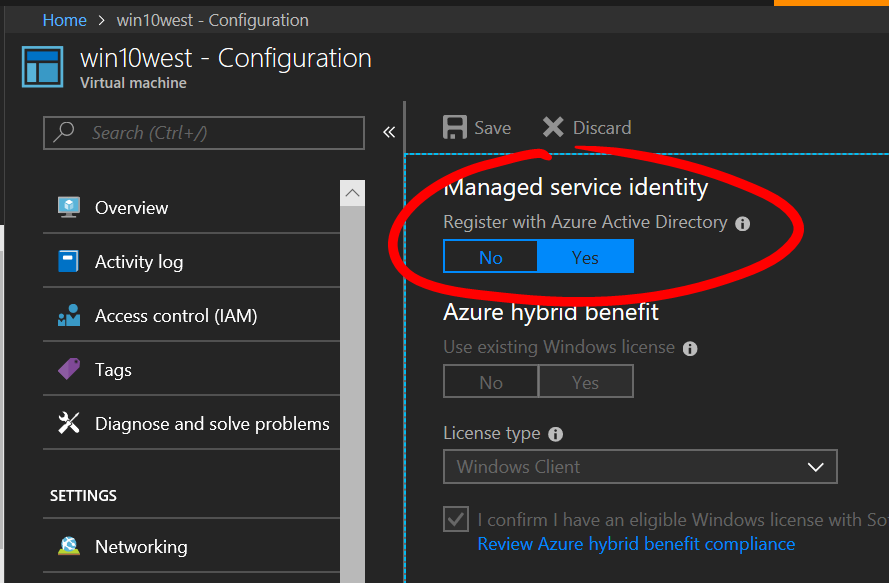 Home > win10west - Configuration
win10west - Configuration
Virtual machine
Search (Ctrl+/)
«
Overview
Activity log
Access control (IAM)
Tags
Diagnose and solve problems
SETTINGS
Networking
Save
Discard
Managed service identity
Register with Azure Active Directory
No Yes
Azure hybrid benefit
Use existing Windows license
No Yes
License type
Windows Client
I confirm I have an eligible Windows license with
Review Azure hybrid benefit compliance